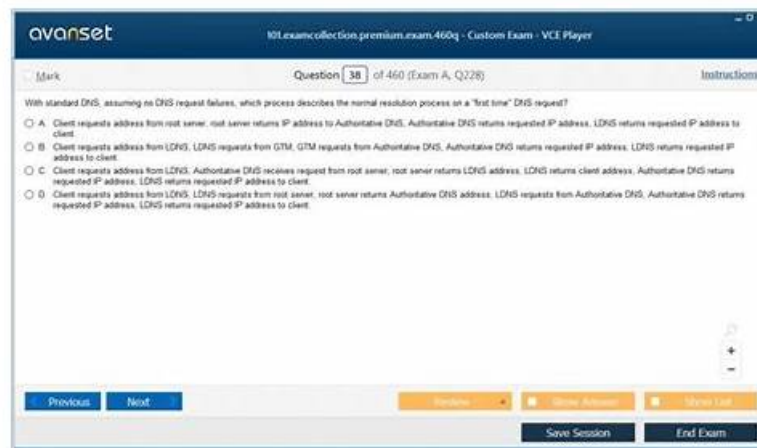 avanset
101.examcollection.premium.exam.460q - Custom Exam - VCE Player
Mark
Question 38 of 460 (Exam A, Q228)
Instructions
With standard DNS, assuming no DNS request failures, which process describes the normal resolution process on a "first time" DNS request?
A. Client requests address from root server, root server returns IP address to Authoritative DNS, Authoritative DNS returns requested IP address, LDNS returns requested IP address to
client.
B. Client requests address from LDNS, LDNS requests from GTM, GTM requests from Authoritative DNS, Authoritative DNS returns requested IP address, LDNS returns requested IP
address to client.
C. Client requests address from LDNS, Authoritative DNS receives request from root server, root server returns LDNS address, LDNS returns client address, Authoritative DNS returns
requested IP address, LDNS returns requested IP address to client.
D. Client requests address from LDNS, LDNS requests from root server, root server returns Authoritative DNS address, LDNS requests from Authoritative DNS, Authoritative DNS returns
requested IP address, LDNS returns requested IP address to client.
Previous
Next
Review
Show Answer
Show List
Save Session
End Exam